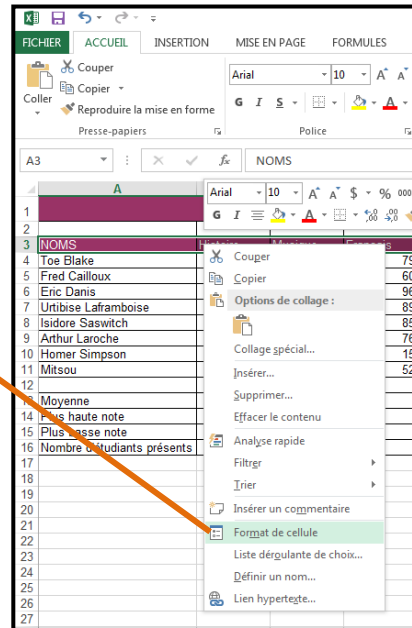 FICHIER ACCUEIL INSERTION MISE EN PAGE FORMULES
Couper
Copier
Coller
Reproduire la mise en forme
Presse-papiers
Arial 10 A A
G I S A
Police
A3 fx NOMS
A
Arial 10 A A $ % 000
G I A ,00
1
2
3 NOMS Histoire Musique Français
4 Toe Blake 79
5 Fred Cailloux 60
6 Eric Danis 96
7 Urtibise Laframboise 89
8 Isidore Saswitch 85
9 Arthur Laroche 76
10 Homer Simpson 15
11 Mitsou 52
12
13 Moyenne
14 Plus haute note
15 Plus basse note
16 Nombre d'étudiants présents
17
18
19
20
21
22
23
24
25
26
27
Couper
Copier
Options de collage :
Collage spécial...
Insérer...
Supprimer...
Effacer le contenu
Analyse rapide
Filtrer
Trier
Insérer un commentaire
Format de cellule
Liste déroulante de choix...
Définir un nom...
Lien hypertexte...